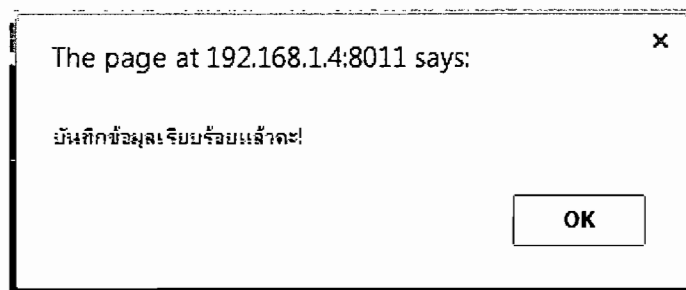 The page at 192.168.1.4:8011 says:
×
บันทึกข้อมูลเรียบร้อยแล้วคะ!
OK